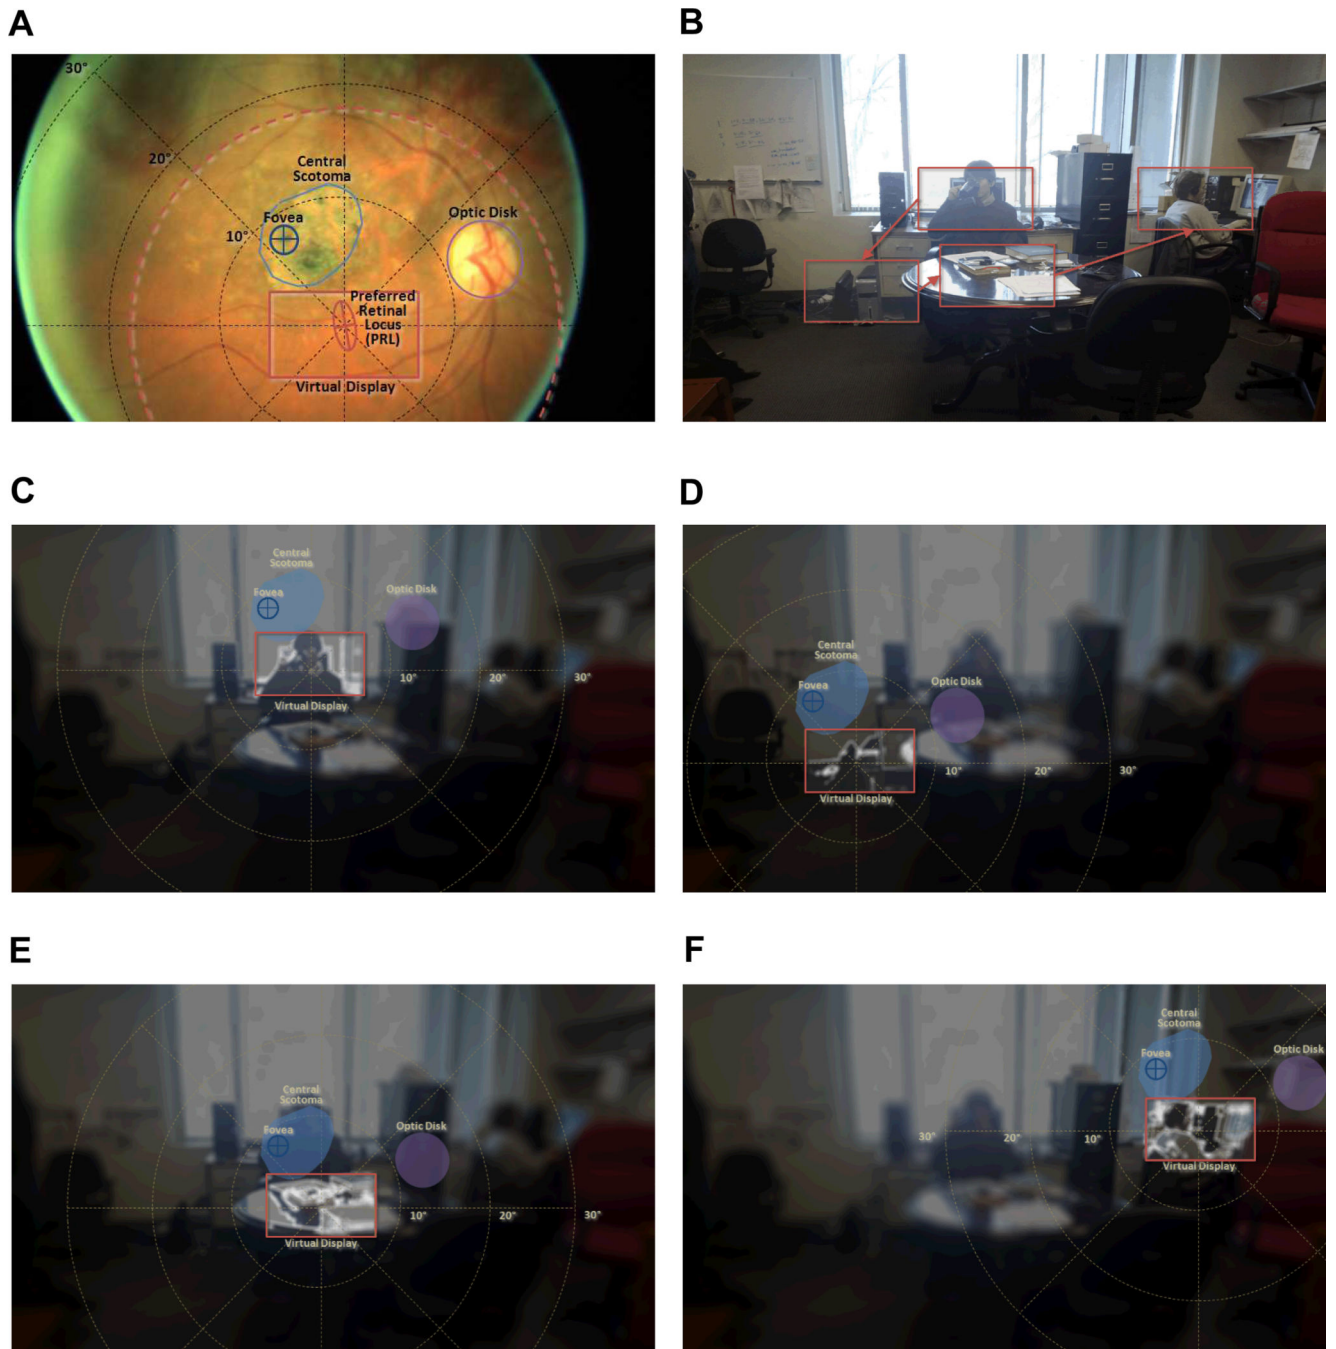 A
30°
20°
Central
Scotoma
Fovea
Optic Disk
10°
Preferred
Retinal
Locus
(PRL)
Virtual Display
B
C
Central
Scotoma
Fovea
Optic Disk
10°
20°
30°
Virtual Display
D
Central
Scotoma
Fovea
Optic Disk
10°
20°
30°
Virtual Display
E
Central
Scotoma
Fovea
Optic Disk
10°
20°
30°
Virtual Display
F
Central
Scotoma
Fovea
Optic Disk
30°
20°
10°
Virtual Display